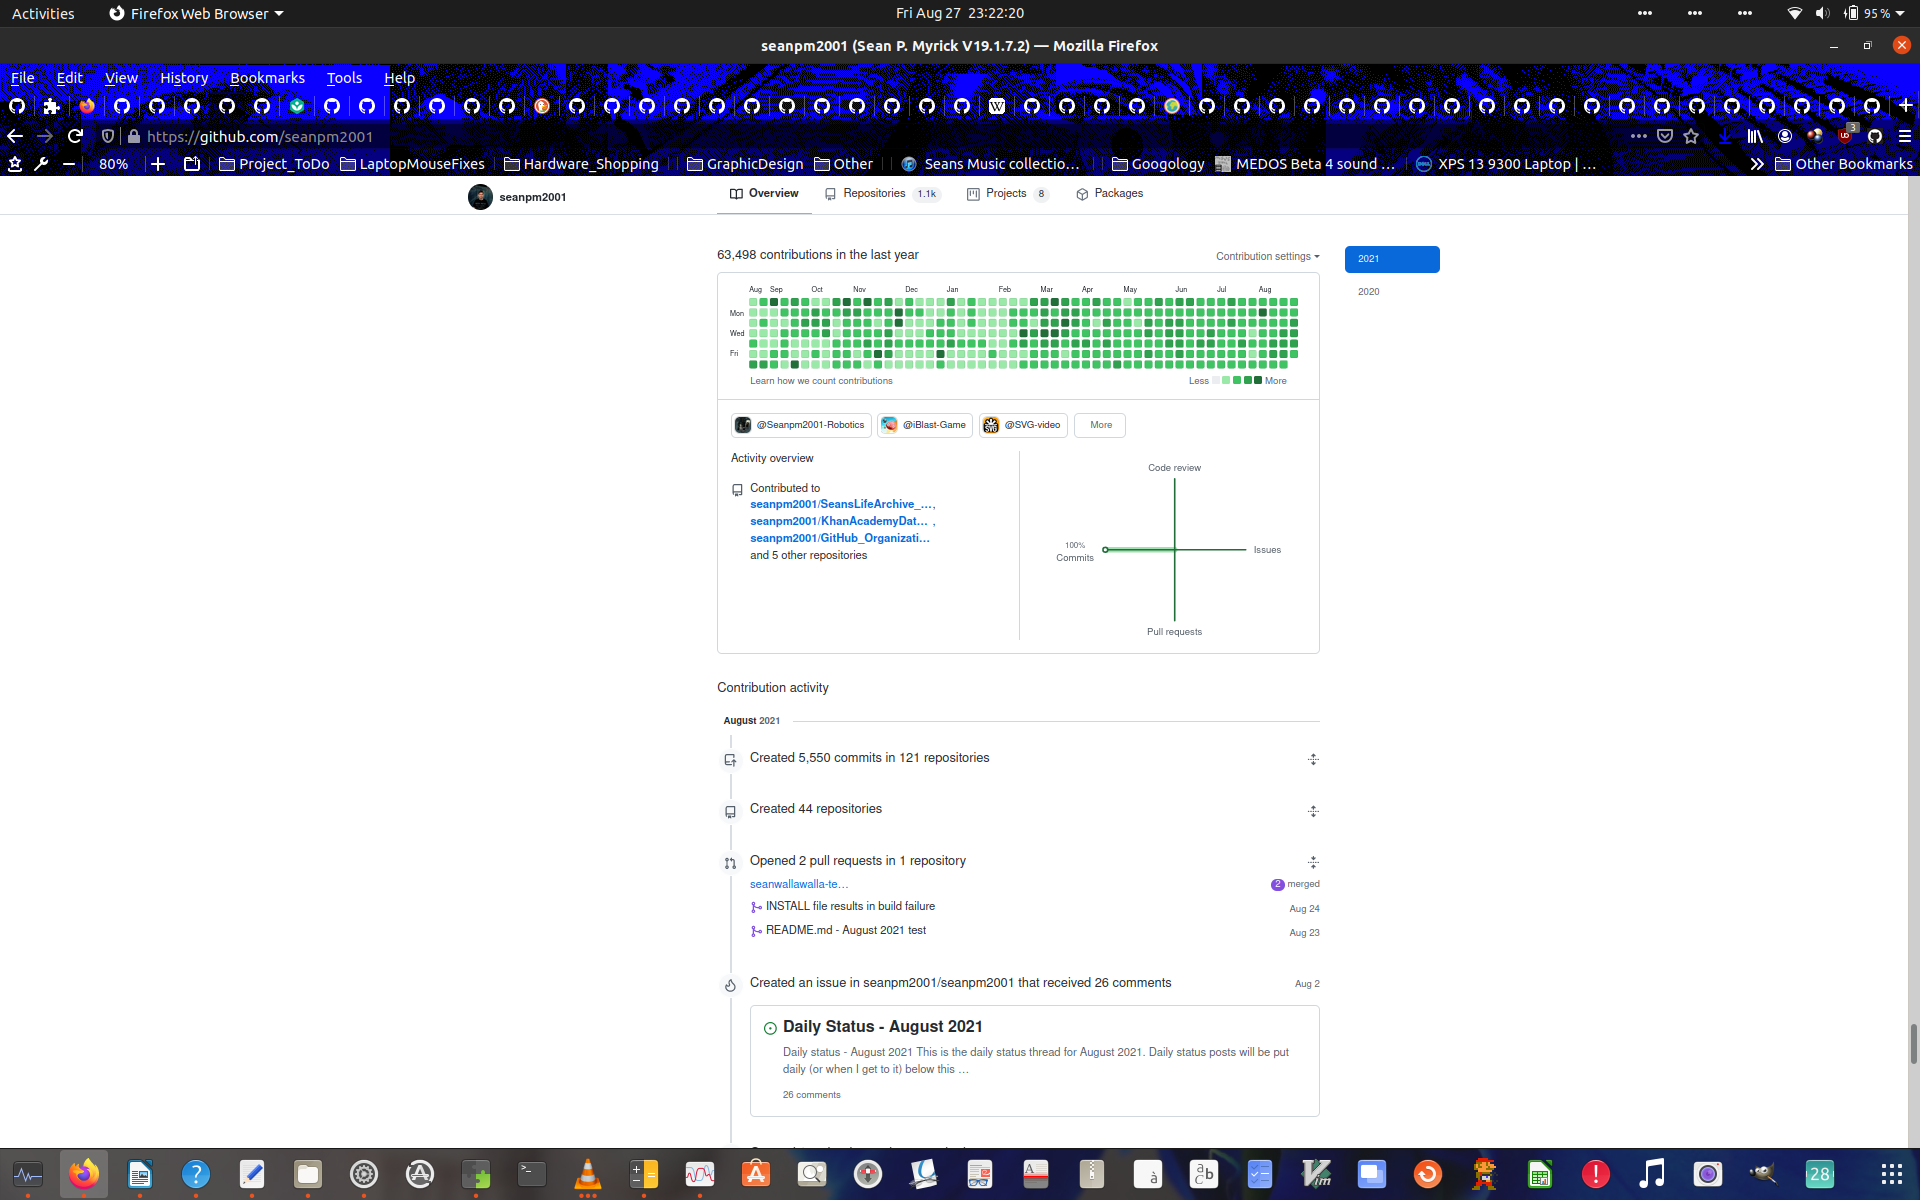 Activities Firefox Web Browser Fri Aug 27 23:22:20 95 %
seanpm2001 (Sean P. Myrick V19.1.7.2) — Mozilla Firefox
File Edit View History Bookmarks Tools Help
https://github.com/seanpm2001 3
80% Project_ToDo LaptopMouseFixes Hardware_Shopping GraphicDesign Other Seans Music collectio… Googology MEDOS Beta 4 sound … XPS 13 9300 Laptop | … Other Bookmarks
seanpm2001 Overview Repositories 1.1k Projects 8 Packages
63,498 contributions in the last year Contribution settings 2021
2020
Aug Sep Oct Nov Dec Jan Feb Mar Apr May Jun Jul Aug
Mon
Wed
Fri
Learn how we count contributions Less More
@Seanpm2001-Robotics @iBlast-Game @SVG-video More
Activity overview
Contributed to
seanpm2001/SeansLifeArchive_…,
seanpm2001/KhanAcademyDat… ,
seanpm2001/GitHub_Organizati…
and 5 other repositories
Code review
100%
Commits
Issues
Pull requests
Contribution activity
August 2021
Created 5,550 commits in 121 repositories
Created 44 repositories
Opened 2 pull requests in 1 repository
seanwallawalla-te… 2 merged
INSTALL file results in build failure Aug 24
README.md - August 2021 test Aug 23
Created an issue in seanpm2001/seanpm2001 that received 26 comments Aug 2
Daily Status - August 2021
Daily status - August 2021 This is the daily status thread for August 2021. Daily status posts will be put
daily (or when I get to it) below this …
26 comments
28